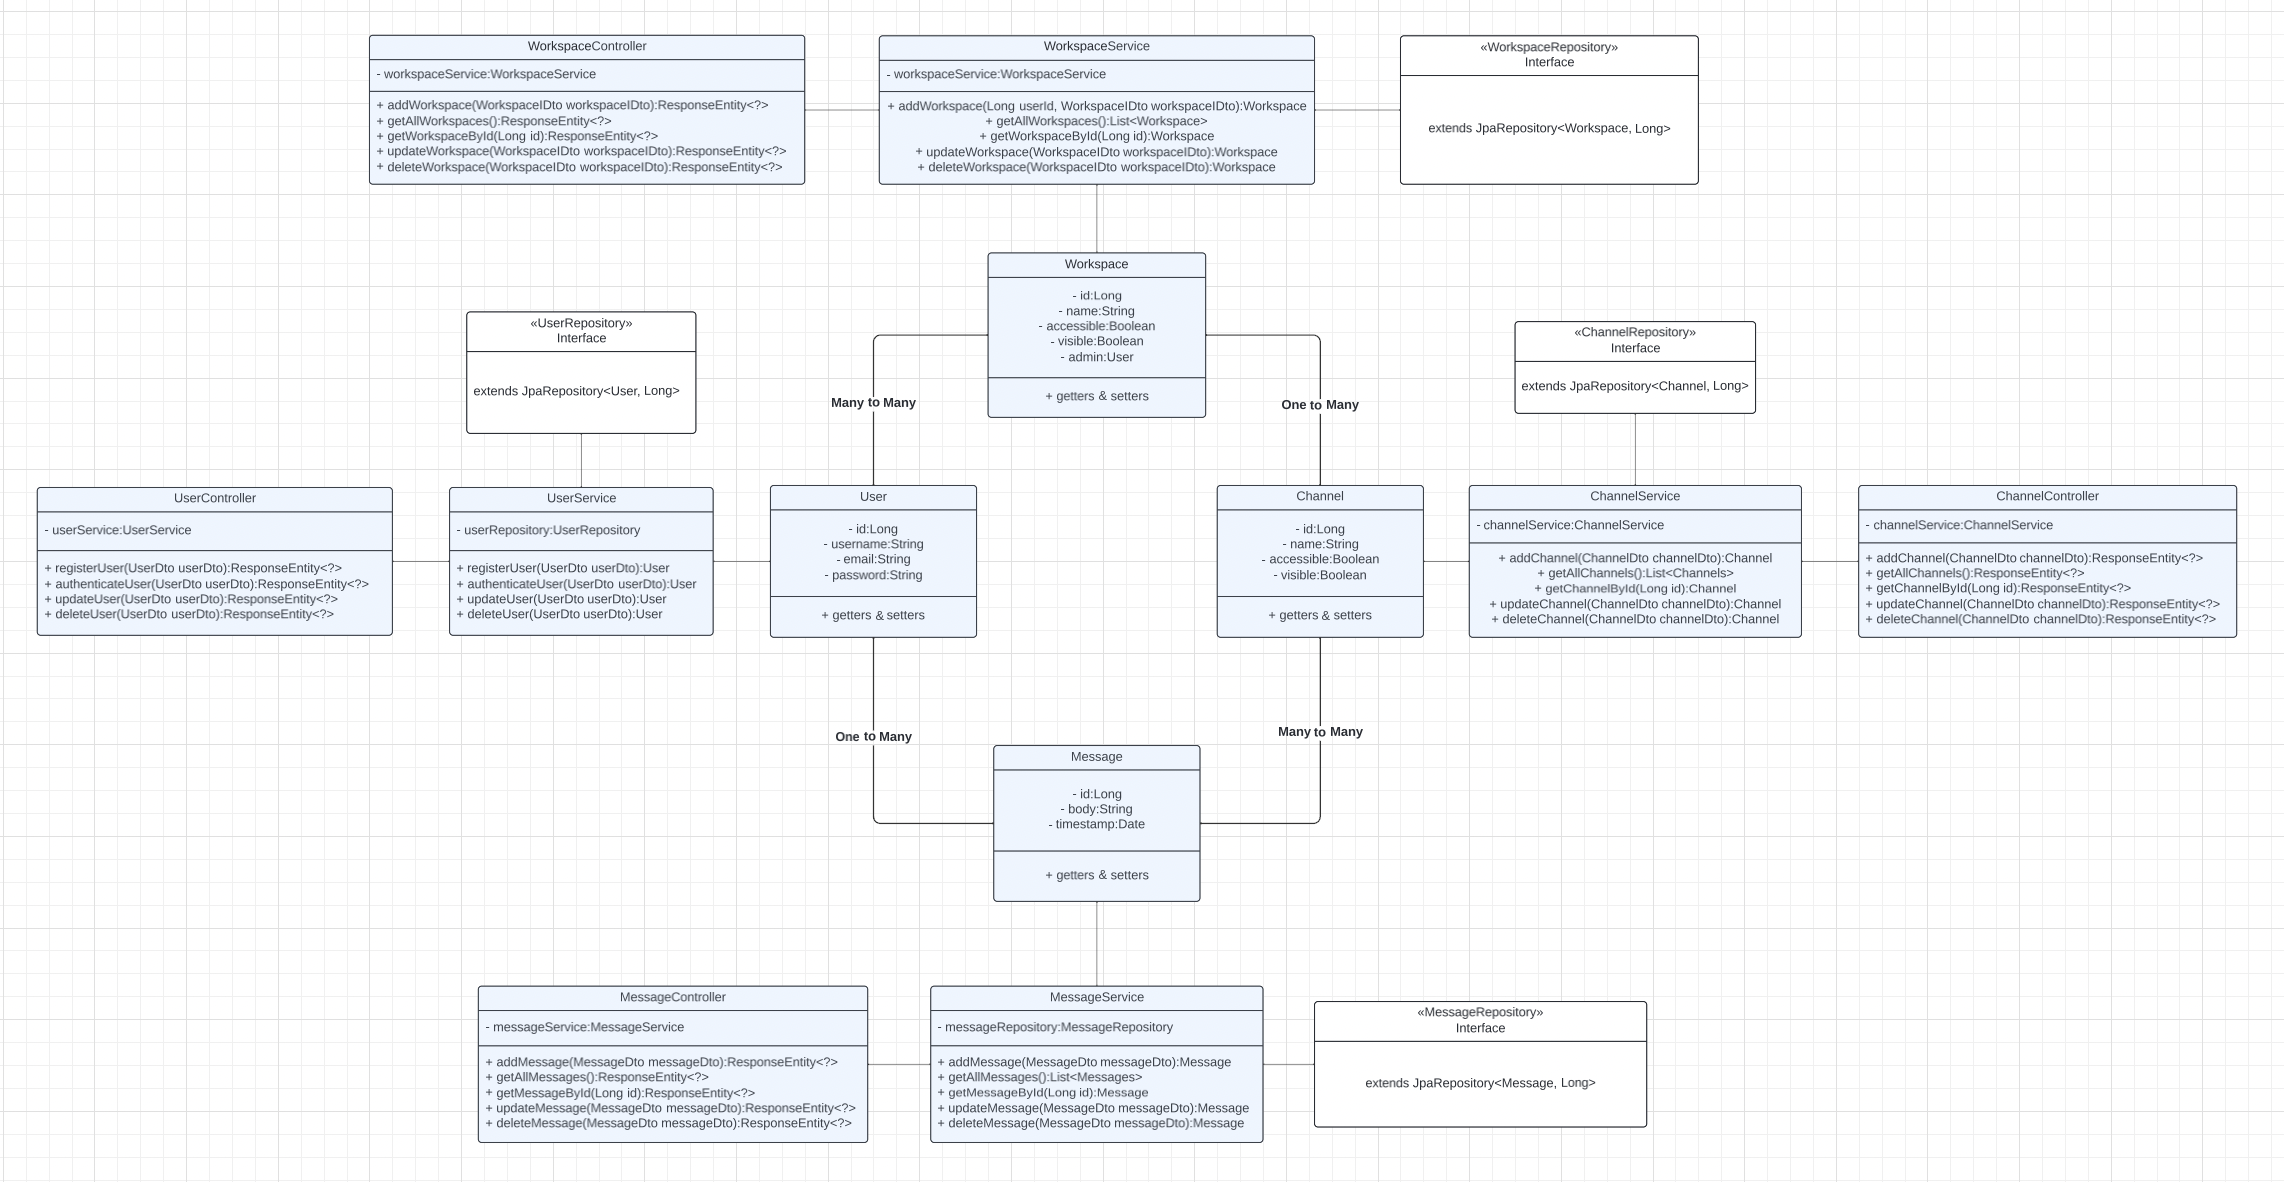 WorkspaceController
- workspaceService:WorkspaceService
+ addWorkspace(WorkspaceIDto workspaceIDto):ResponseEntity<?>
+ getAllWorkspaces():ResponseEntity<?>
+ getWorkspaceById(Long id):ResponseEntity<?>
+ updateWorkspace(WorkspaceIDto workspaceIDto):ResponseEntity<?>
+ deleteWorkspace(WorkspaceIDto workspaceIDto):ResponseEntity<?>
WorkspaceService
- workspaceService:WorkspaceService
+ addWorkspace(Long userId, WorkspaceIDto workspaceIDto):Workspace
+ getAllWorkspaces():List<Workspace>
+ getWorkspaceById(Long id):Workspace
+ updateWorkspace(WorkspaceIDto workspaceIDto):Workspace
+ deleteWorkspace(WorkspaceIDto workspaceIDto):Workspace
«WorkspaceRepository»
Interface
extends JpaRepository<Workspace, Long>
Workspace
- id:Long
- name:String
- accessible:Boolean
- visible:Boolean
- admin:User
+ getters & setters
«UserRepository»
Interface
extends JpaRepository<User, Long>
«ChannelRepository»
Interface
extends JpaRepository<Channel, Long>
Many to Many
One to Many
UserController
- userService:UserService
+ registerUser(UserDto userDto):ResponseEntity<?>
+ authenticateUser(UserDto userDto):ResponseEntity<?>
+ updateUser(UserDto userDto):ResponseEntity<?>
+ deleteUser(UserDto userDto):ResponseEntity<?>
UserService
- userRepository:UserRepository
+ registerUser(UserDto userDto):User
+ authenticateUser(UserDto userDto):User
+ updateUser(UserDto userDto):User
+ deleteUser(UserDto userDto):User
User
- id:Long
- username:String
- email:String
- password:String
+ getters & setters
Channel
- id:Long
- name:String
- accessible:Boolean
- visible:Boolean
+ getters & setters
ChannelService
- channelService:ChannelService
+ addChannel(ChannelDto channelDto):Channel
+ getAllChannels():List<Channels>
+ getChannelById(Long id):Channel
+ updateChannel(ChannelDto channelDto):Channel
+ deleteChannel(ChannelDto channelDto):Channel
ChannelController
- channelService:ChannelService
+ addChannel(ChannelDto channelDto):ResponseEntity<?>
+ getAllChannels():ResponseEntity<?>
+ getChannelById(Long id):ResponseEntity<?>
+ updateChannel(ChannelDto channelDto):ResponseEntity<?>
+ deleteChannel(ChannelDto channelDto):ResponseEntity<?>
One to Many
Many to Many
Message
- id:Long
- body:String
- timestamp:Date
+ getters & setters
MessageController
- messageService:MessageService
+ addMessage(MessageDto messageDto):ResponseEntity<?>
+ getAllMessages():ResponseEntity<?>
+ getMessageById(Long id):ResponseEntity<?>
+ updateMessage(MessageDto messageDto):ResponseEntity<?>
+ deleteMessage(MessageDto messageDto):ResponseEntity<?>
MessageService
- messageRepository:MessageRepository
+ addMessage(MessageDto messageDto):Message
+ getAllMessages():List<Messages>
+ getMessageById(Long id):Message
+ updateMessage(MessageDto messageDto):Message
+ deleteMessage(MessageDto messageDto):Message
«MessageRepository»
Interface
extends JpaRepository<Message, Long>